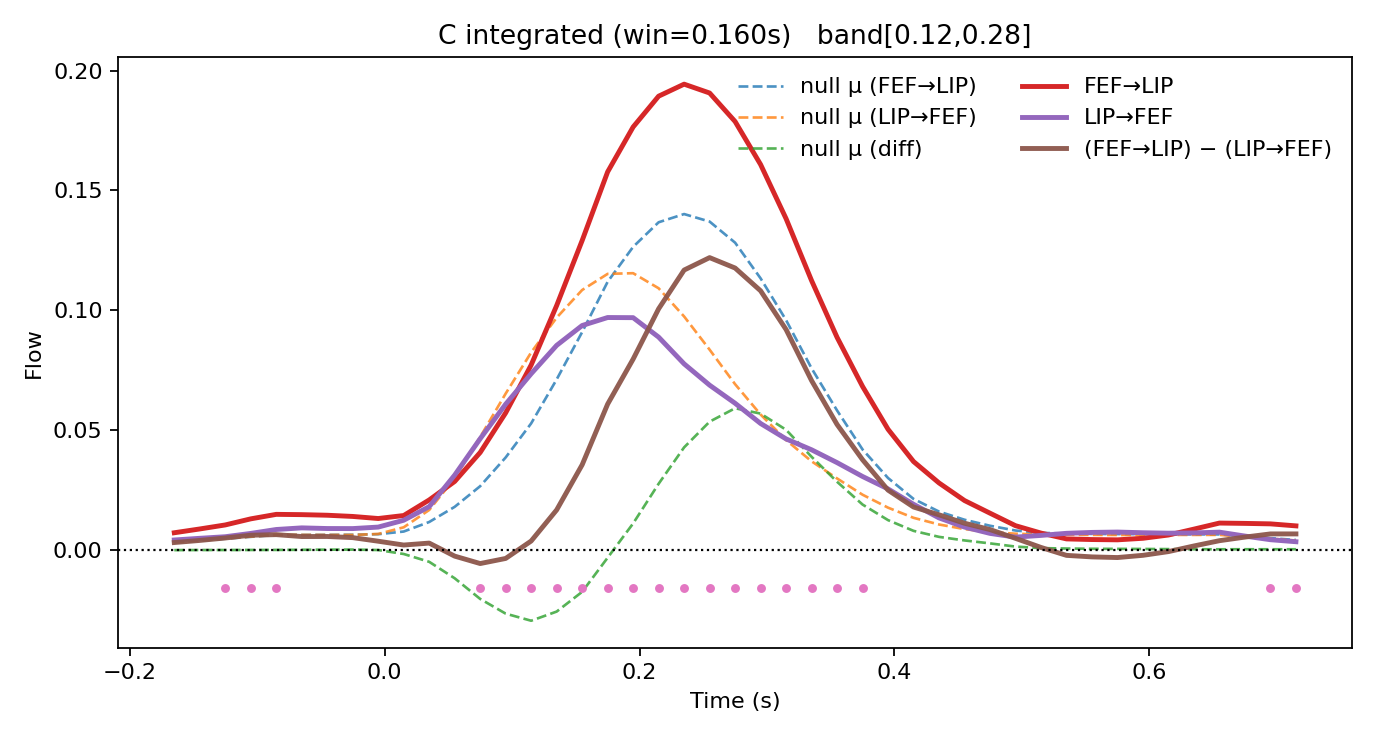 C integrated (win=0.160s)   band[0.12,0.28]
null μ (FEF→LIP)
null μ (LIP→FEF)
null μ (diff)
FEF→LIP
LIP→FEF
(FEF→LIP) − (LIP→FEF)
Flow
0.20
0.15
0.10
0.05
0.00
−0.2
0.0
0.2
0.4
0.6
Time (s)